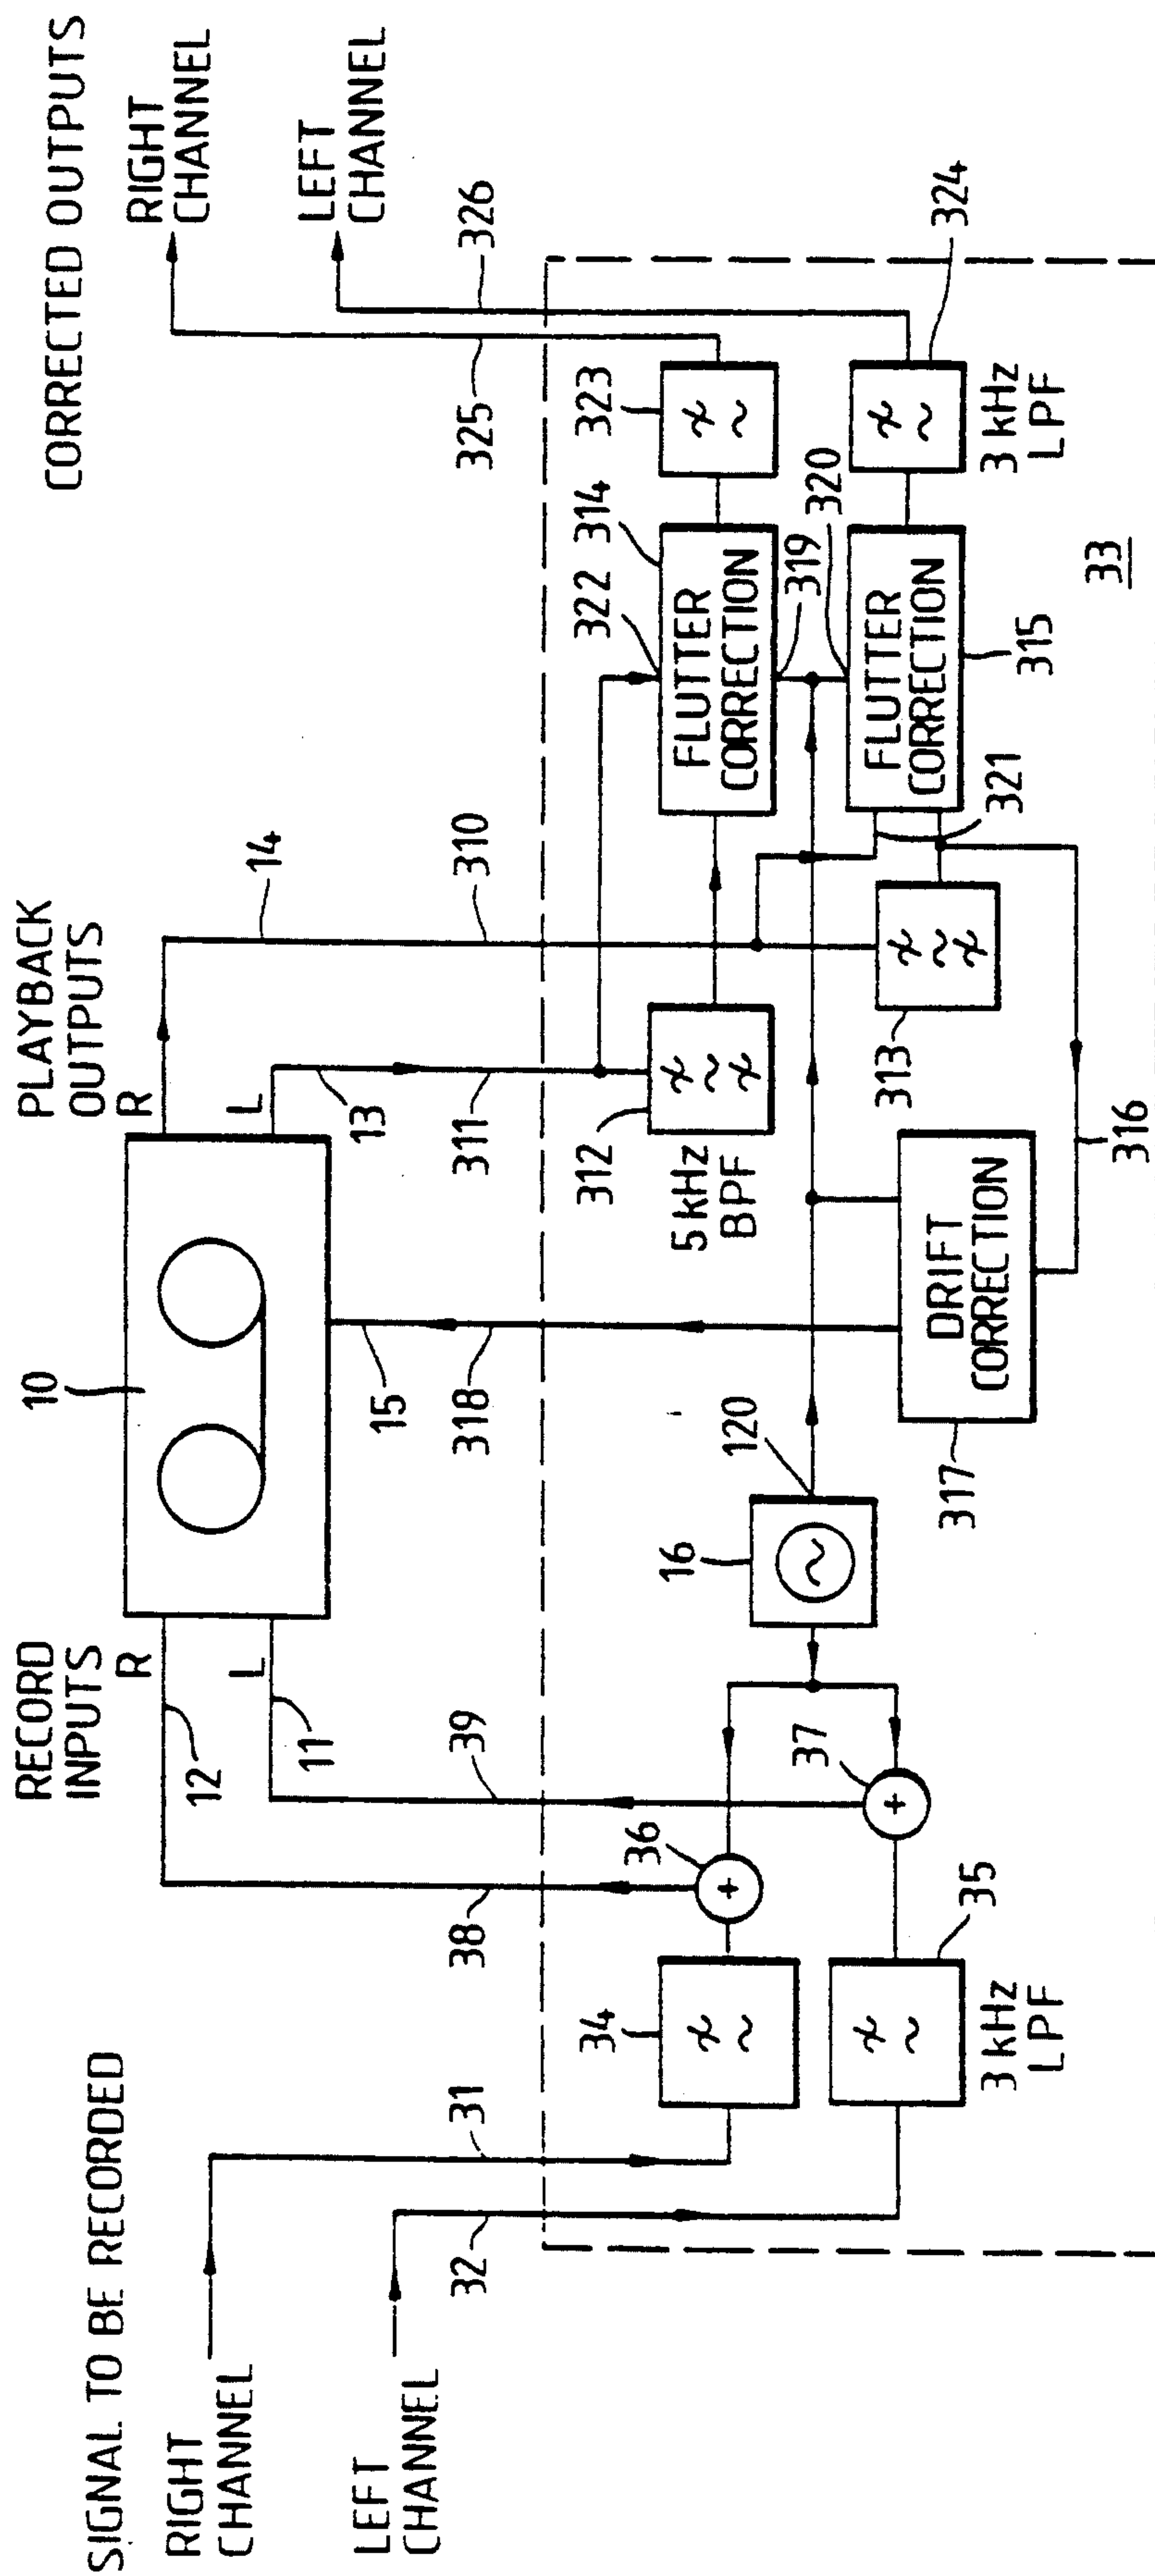 SIGNAL TO BE RECORDED
RIGHT
CHANNEL
LEFT
CHANNEL
RECORD
INPUTS
R
L
12
11
10
PLAYBACK
OUTPUTS
R
L
14
13
15
CORRECTED OUTPUTS
RIGHT
CHANNEL
LEFT
CHANNEL
32
31
38
39
318
311
310
325
326
34
36
16
120
312
5 kHz
BPF
322
314
323
FLUTTER
CORRECTION
319
320
35
3 kHz
LPF
37
+
+
317
DRIFT
CORRECTION
316
313
321
FLUTTER
CORRECTION
315
324
3 kHz
LPF
33